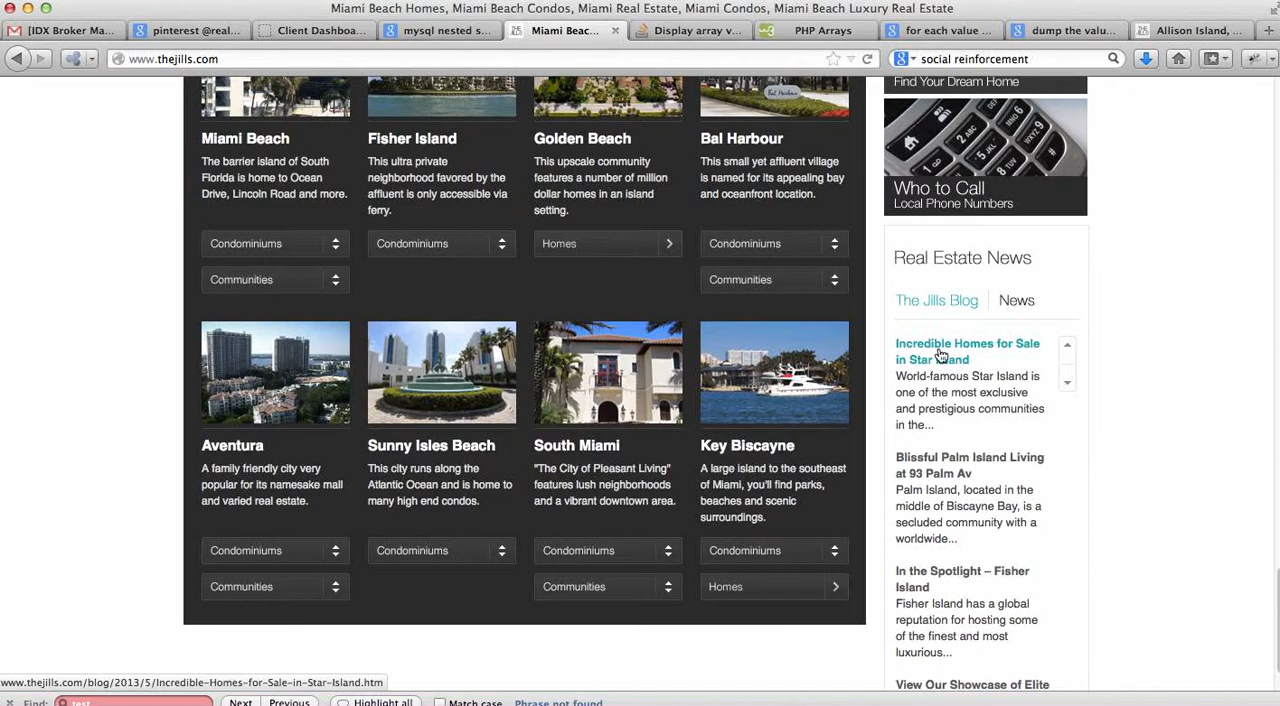 Miami Beach Homes, Miami Beach Condos, Miami Real Estate, Miami Condos, Miami Beach Luxury Real Estate
[IDX Broker Ma...
pinterest @real...
Client Dashboa...
mysql nested s...
Miami Beac...
Display array v...
PHP Arrays
for each value ...
dump the valu...
Allison Island, ...
www.thejills.com
social reinforcement
Miami Beach
The barrier island of South
Florida is home to Ocean
Drive, Lincoln Road and more.
Condominiums
Communities
Fisher Island
This ultra private
neighborhood favored by the
affluent is only accessible via
ferry.
Condominiums
Golden Beach
This upscale community
features a number of million
dollar homes in an island
setting.
Homes
Bal Harbour
Bal Harbour
This small yet affluent village
is named for its appealing bay
and oceanfront location.
Condominiums
Communities
Aventura
A family friendly city very
popular for its namesake mall
and varied real estate.
Condominiums
Communities
Sunny Isles Beach
This city runs along the
Atlantic Ocean and is home to
many high end condos.
Condominiums
South Miami
"The City of Pleasant Living"
features lush neighborhoods
and a vibrant downtown area.
Condominiums
Communities
Key Biscayne
A large island to the southeast
of Miami, you'll find parks,
beaches and scenic
surroundings.
Condominiums
Homes
Find Your Dream Home
Who to Call
Local Phone Numbers
Real Estate News
The Jills Blog
News
Incredible Homes for Sale
in Star Island
World-famous Star Island is
one of the most exclusive
and prestigious communities
in the...
Blissful Palm Island Living
at 93 Palm Av
Palm Island, located in the
middle of Biscayne Bay, is a
secluded community with a
worldwide...
In the Spotlight – Fisher
Island
Fisher Island has a global
reputation for hosting some
of the finest and most
luxurious...
View Our Showcase of Elite
www.thejills.com/blog/2013/5/Incredible-Homes-for-Sale-in-Star-Island.htm
Find:
test
Next
Previous
Highlight all
Match case
Phrase not found